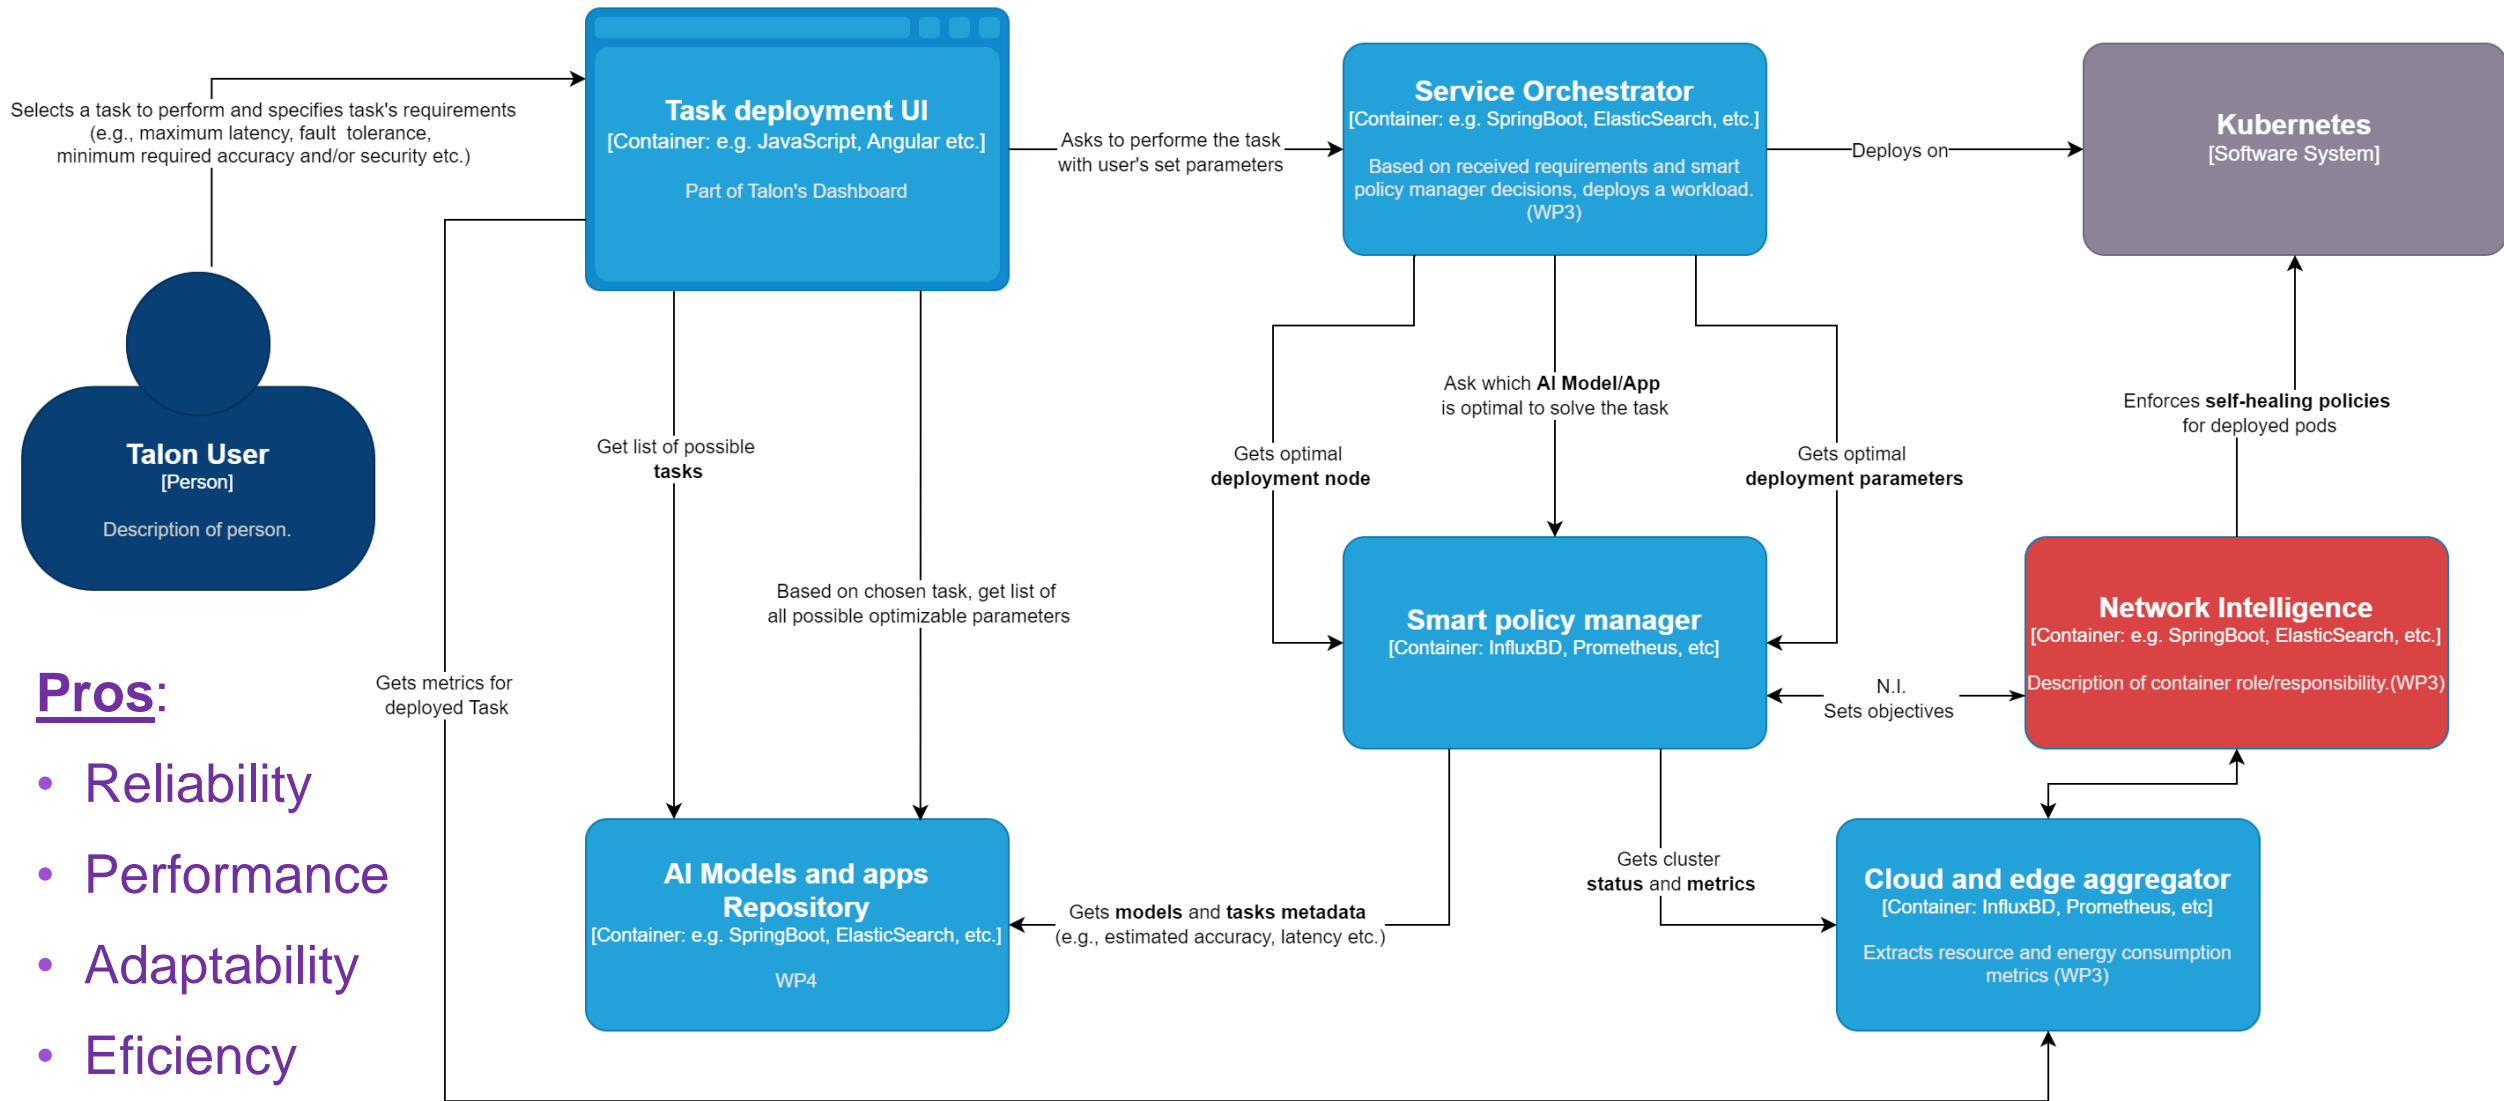 Selects a task to perform and specifies task's requirements
(e.g., maximum latency, fault tolerance,
minimum required accuracy and/or security etc.)
Talon User
[Person]
Description of person.
Task deployment UI
[Container: e.g. JavaScript, Angular etc.]
Part of Talon's Dashboard
Asks to performe the task
with user's set parameters
Service Orchestrator
[Container: e.g. SpringBoot, ElasticSearch, etc.]
Based on received requirements and smart
policy manager decisions, deploys a workload.
(WP3)
Deploys on
Kubernetes
[Software System]
Get list of possible
tasks
Based on chosen task, get list of
all possible optimizable parameters
Gets metrics for
deployed Task
Gets optimal
deployment node
Ask which AI Model/App
is optimal to solve the task
Gets optimal
deployment parameters
Enforces self-healing policies
for deployed pods
Smart policy manager
[Container: InfluxBD, Prometheus, etc]
N.I.
Sets objectives
Network Intelligence
[Container: e.g. SpringBoot, ElasticSearch, etc.]
Description of container role/responsibility.(WP3)
AI Models and apps
Repository
[Container: e.g. SpringBoot, ElasticSearch, etc.]
WP4
Gets models and tasks metadata
(e.g., estimated accuracy, latency etc.)
Gets cluster
status and metrics
Cloud and edge aggregator
[Container: InfluxBD, Prometheus, etc]
Extracts resource and energy consumption
metrics (WP3)
Pros:
• Reliability
• Performance
• Adaptability
• Eficiency